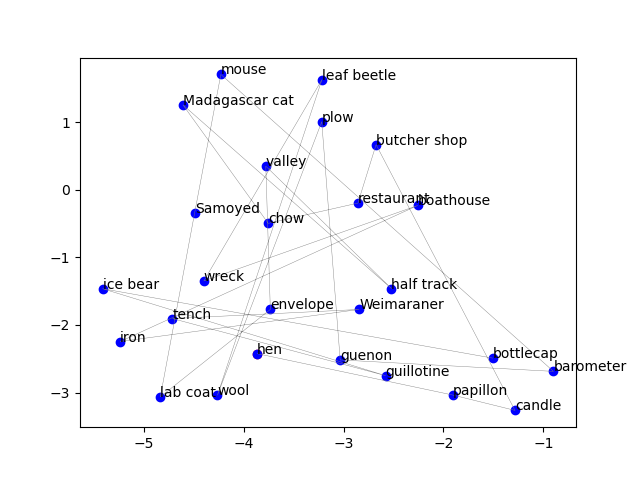 mouse
leaf beetle
Madagascar cat
plow
1
butcher shop
valley
0
restaurant
boathouse
Samoyed
chow
−1
wreck
ice bear
half track
envelope
Weimaraner
tench
−2
iron
hen
guenon
bottlecap
barometer
guillotine
−3
lab coat
wool
papillon
candle
−5
−4
−3
−2
−1